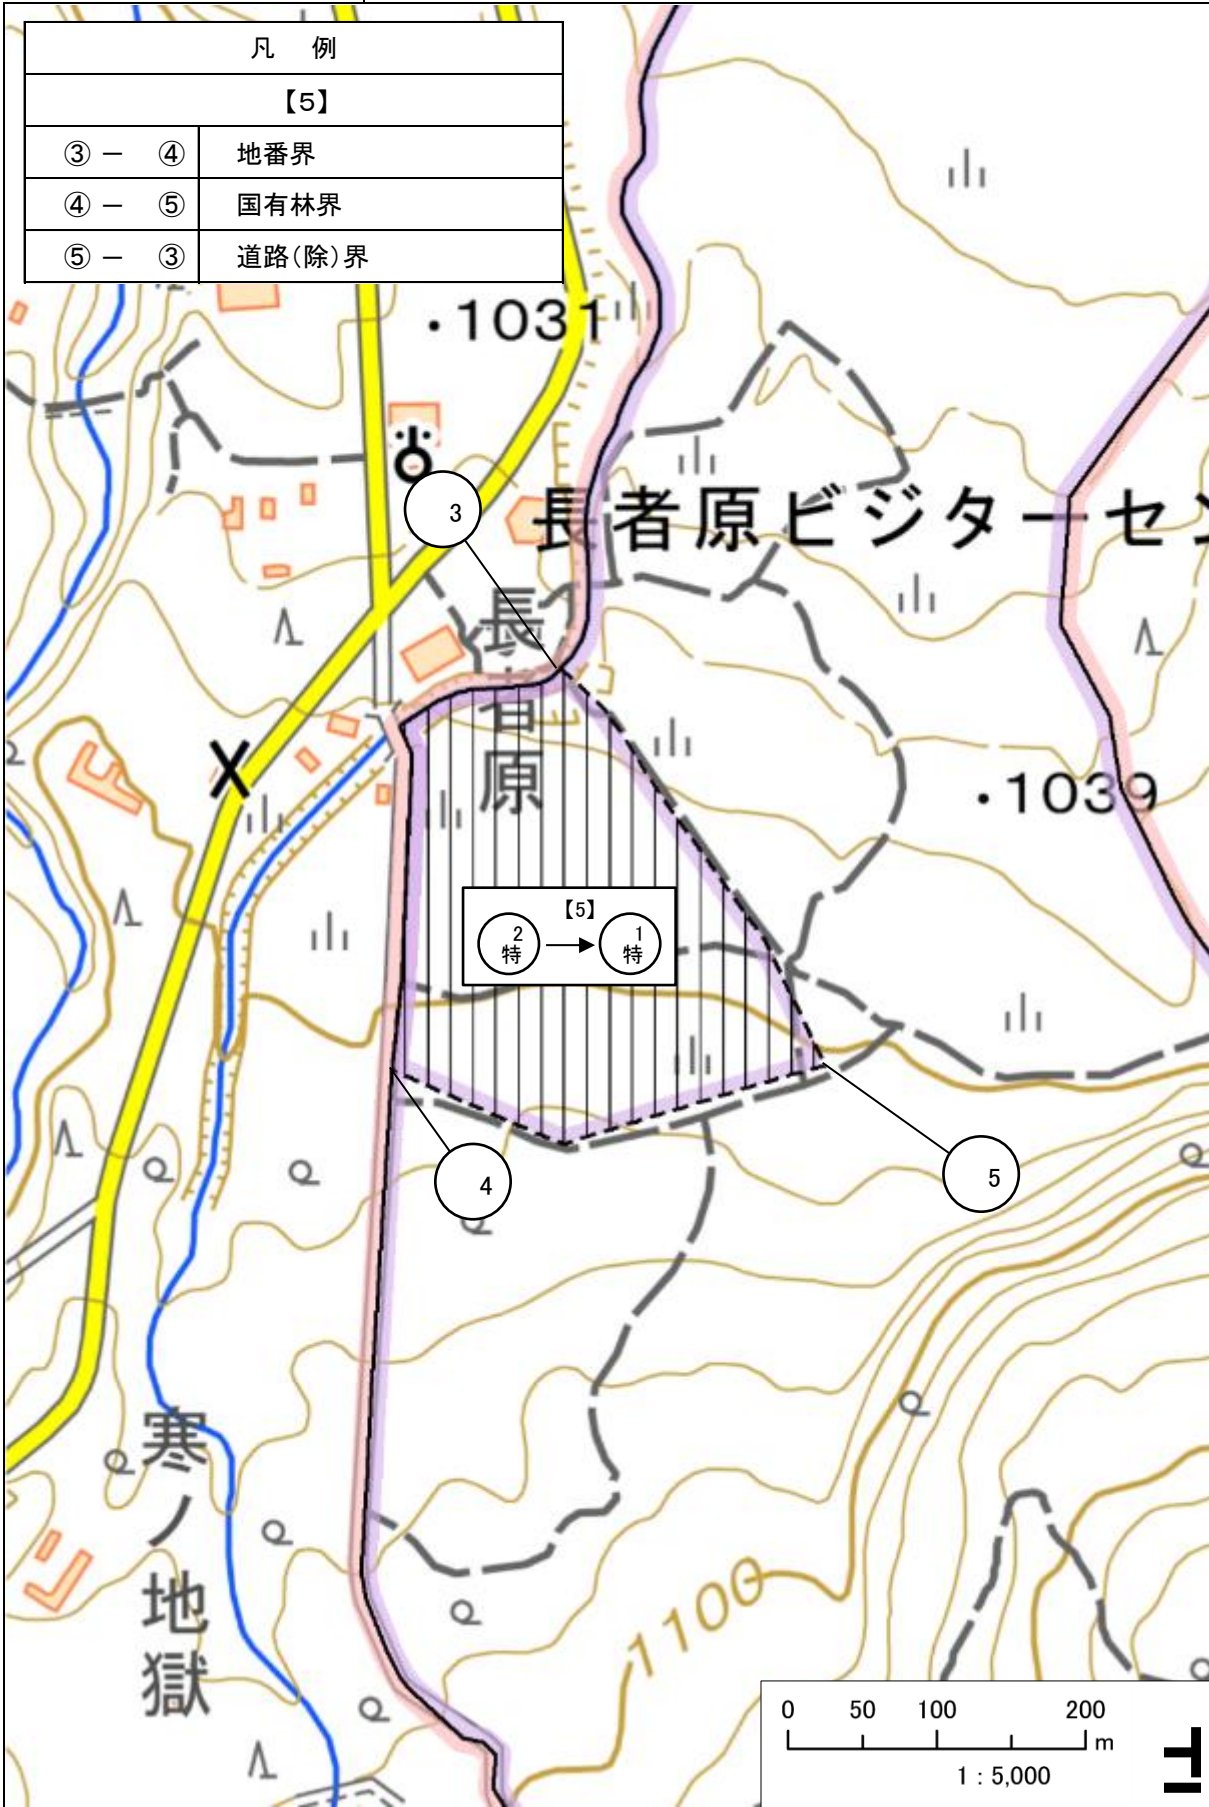 凡 例
【5】
③ － ④ 地番界
④ － ⑤ 国有林界
⑤ － ③ 道路（除）界
・1031
3
長者原ビジターセン
長者原
・1039
【5】
2 特 → 1 特
4
5
寒ノ地獄
1100
0 50 100 200 m
1：5,000